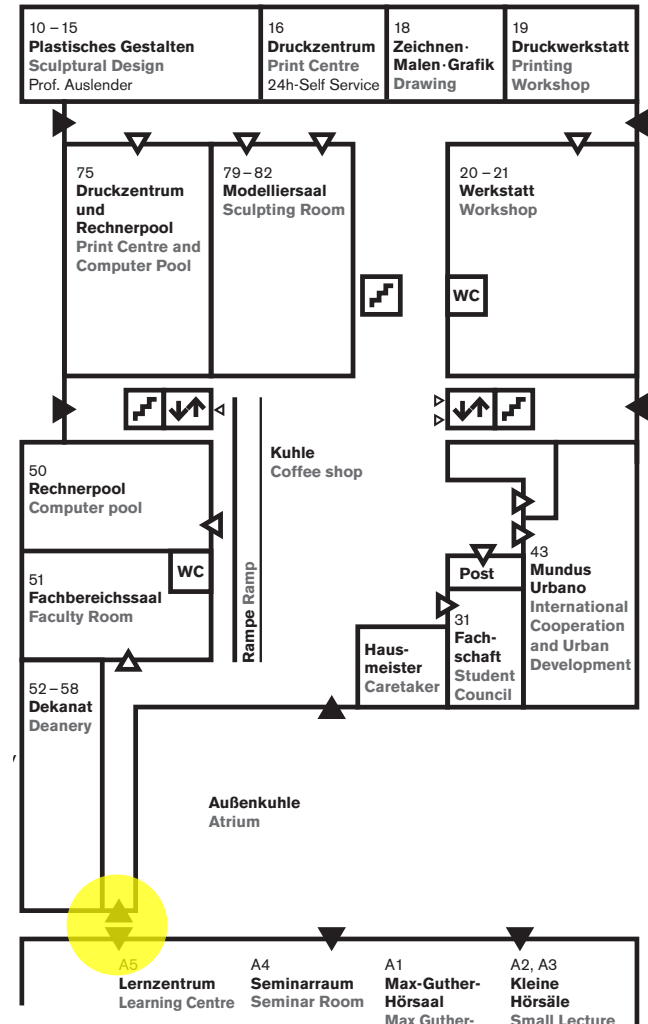 10 – 15
Plastisches Gestalten
Sculptural Design
Prof. Auslender
16
Druckzentrum
Print Centre
24h-Self Service
18
Zeichnen·
Malen·Grafik
Drawing
19
Druckwerkstatt
Printing
Workshop
75
Druckzentrum
und
Rechnerpool
Print Centre and
Computer Pool
79 – 82
Modelliersaal
Sculpting Room
20 – 21
Werkstatt
Workshop
WC
Kuhle
Coffee shop
50
Rechnerpool
Computer pool
WC
51
Fachbereichssaal
Faculty Room
Rampe Ramp
Post
43
Mundus
Urbano
International
Cooperation
and Urban
Development
31
Fach-
schaft
Student
Council
Haus-
meister
Caretaker
52 – 58
Dekanat
Deanery
Außenkuhle
Atrium
A5
Lernzentrum
Learning Centre
A4
Seminarraum
Seminar Room
A1
Max-Guther-
Hörsaal
Max Guther-
A2, A3
Kleine
Hörsäle
Small Lecture